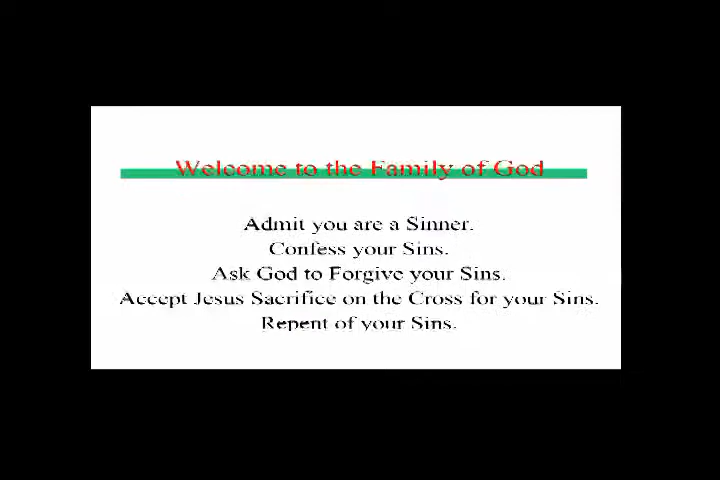 Welcome to the Family of God
Admit you are a Sinner.
Confess your Sins.
Ask God to Forgive your Sins.
Accept Jesus Sacrifice on the Cross for your Sins.
Repent of your Sins.